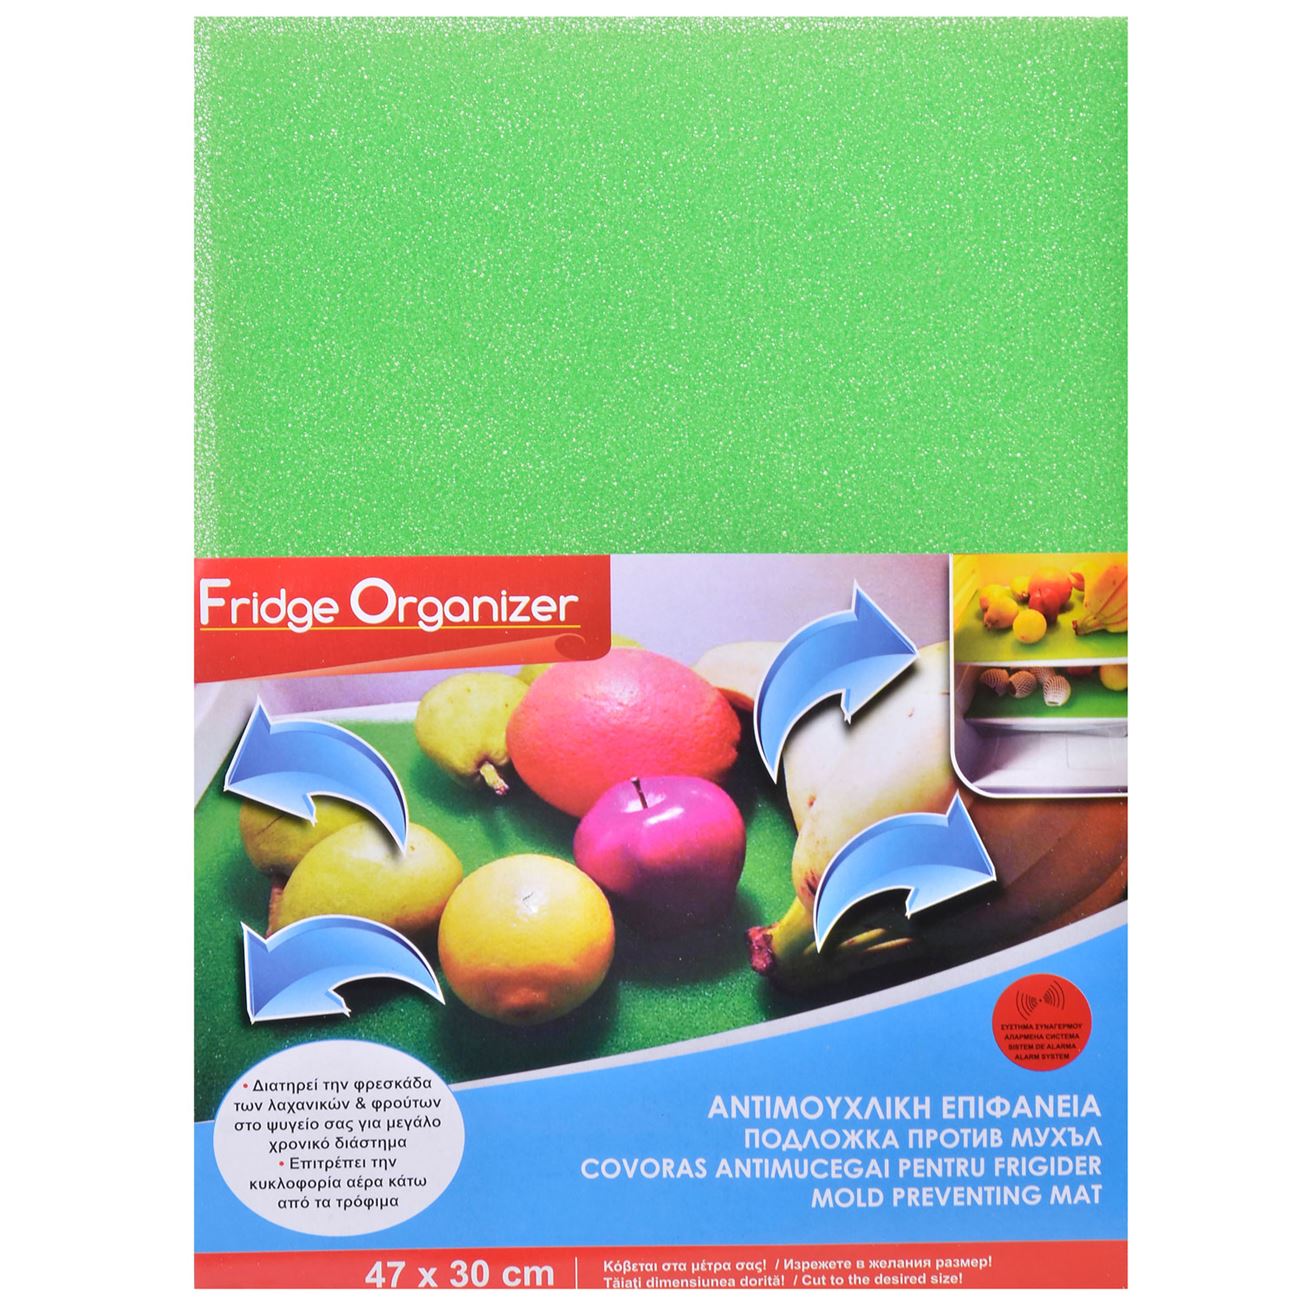 Fridge Organizer
ΣΥΣΤΗΜΑ ΣΥΝΑΓΕΡΜΟΥ
АЛАРМЕНА СИСТЕМА
SISTEM DE ALARMA
ALARM SYSTEM
• Διατηρεί την φρεσκάδα
των λαχανικών & φρούτων
στο ψυγείο σας για μεγάλο
χρονικό διάστημα
• Επιτρέπει την
κυκλοφορία αέρα κάτω
από τα τρόφιμα
ΑΝΤΙΜΟΥΧΛΙΚΗ ΕΠΙΦΑΝΕΙΑ
ПОДЛОЖКА ПРОТИВ МУХЪЛ
COVORAS ANTIMUCEGAI PENTRU FRIGIDER
MOLD PREVENTING MAT
47 x 30 cm
Κόβεται στα μέτρα σας! / Изрежете в желания размер!
Tăiați dimensiunea dorită! / Cut to the desired size!